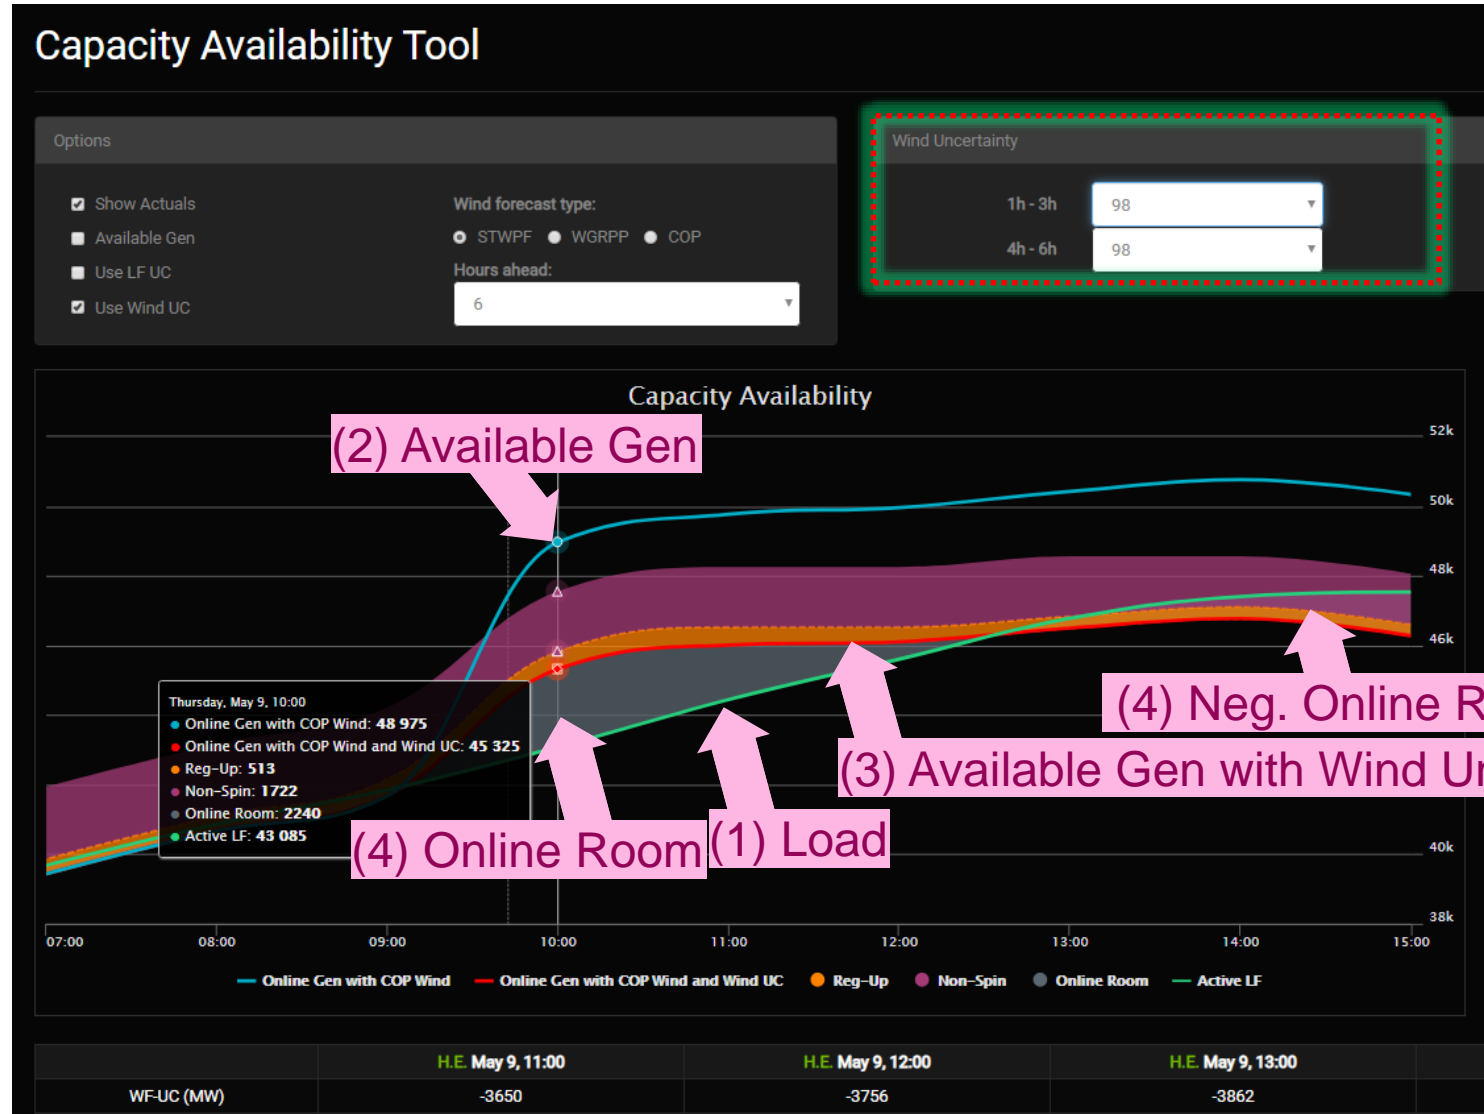 Capacity Availability Tool
Options
Show Actuals
Available Gen
Use LF UC
Use Wind UC
Wind forecast type:
STWPF WGRPP COP
Hours ahead:
6
Wind Uncertainty
1h - 3h 98
4h - 6h 98
Capacity Availability
(2) Available Gen
52k
50k
48k
46k
40k
38k
(4) Neg. Online R
(3) Available Gen with Wind Un
Thursday, May 9, 10:00
Online Gen with COP Wind: 48 975
Online Gen with COP Wind and Wind UC: 45 325
Reg-Up: 513
Non-Spin: 1722
Online Room: 2240
Active LF: 43 085
(4) Online Room
(1) Load
07:00 08:00 09:00 10:00 11:00 12:00 13:00 14:00 15:00
Online Gen with COP Wind Online Gen with COP Wind and Wind UC Reg-Up Non-Spin Online Room Active LF
H.E. May 9, 11:00 H.E. May 9, 12:00 H.E. May 9, 13:00
WF-UC (MW) -3650 -3756 -3862